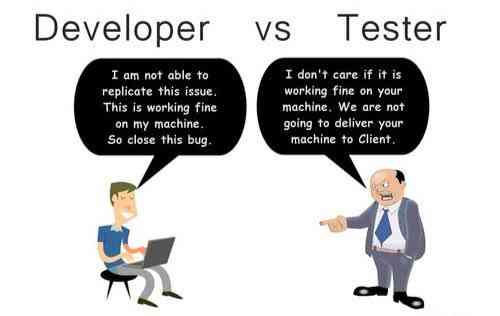 Developer vs Tester
I am not able to
replicate this issue.
This is working fine
on my machine.
So close this bug.
I don't care if it is
working fine on your
machine. We are not
going to deliver your
machine to Client.